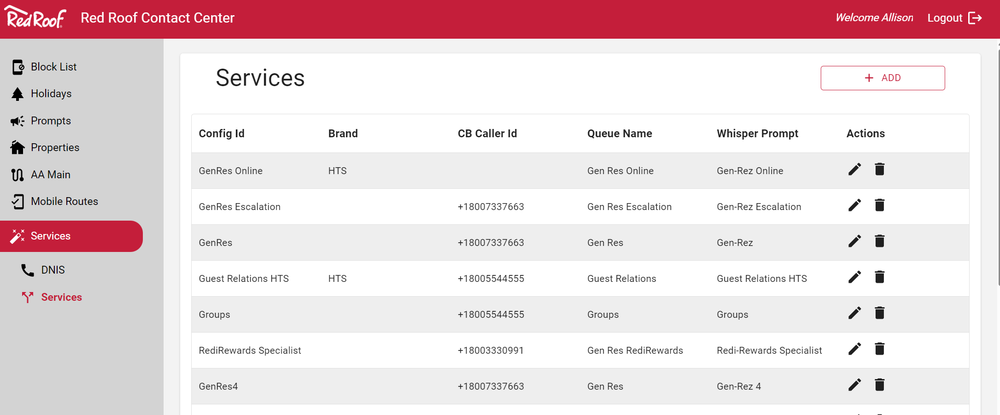 RedRoof
Red Roof Contact Center
Welcome Allison
Logout
Block List
Holidays
Prompts
Properties
AA Main
Mobile Routes
Services
DNIS
Services
Services
+ ADD
Config Id Brand CB Caller Id Queue Name Whisper Prompt Actions
GenRes Online HTS Gen Res Online Gen-Rez Online
GenRes Escalation +18007337663 Gen Res Escalation Gen-Rez Escalation
GenRes +18007337663 Gen Res Gen-Rez
Guest Relations HTS HTS +18005544555 Guest Relations Guest Relations HTS
Groups +18005544555 Groups Groups
RediRewards Specialist +18003330991 Gen Res RediRewards Redi-Rewards Specialist
GenRes4 +18007337663 Gen Res Gen-Rez 4